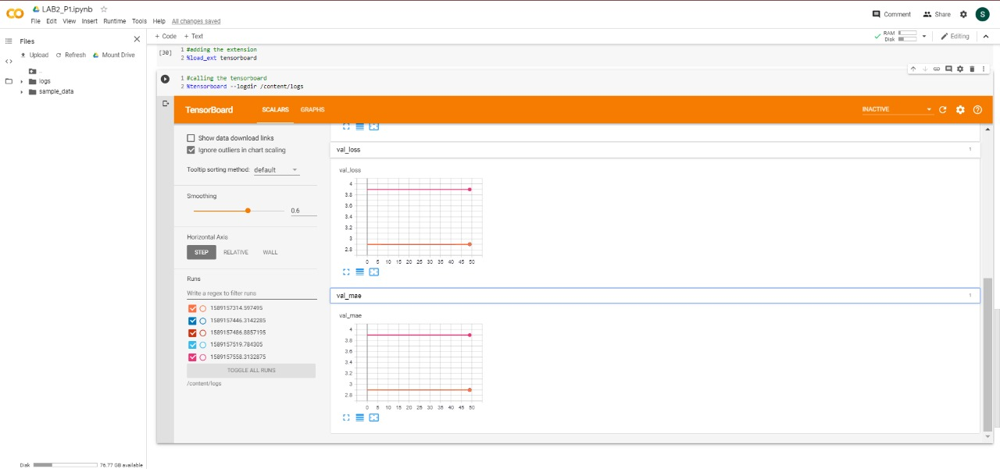 LAB2_P1.ipynb
File Edit View Insert Runtime Tools Help All changes saved
Comment Share S
Files
+ Code + Text
RAM
Disk
Editing
Upload Refresh Mount Drive
..
logs
sample_data
[30] 1 #adding the extension
2 %load_ext tensorboard
1 #calling the tensorboard
2 %tensorboard --logdir /content/logs
TensorBoard SCALARS GRAPHS INACTIVE
Show data download links
Ignore outliers in chart scaling
Tooltip sorting method: default
Smoothing
0.6
Horizontal Axis
STEP RELATIVE WALL
Runs
Write a regex to filter runs
1589157314.597495
1589157446.3142285
1589157486.8857195
1589157519.784305
1589157558.3132875
TOGGLE ALL RUNS
/content/logs
val_loss 1
val_loss
4
3.8
3.6
3.4
3.2
3
2.8
0 5 10 15 20 25 30 35 40 45 50
val_mae 1
val_mae
4
3.8
3.6
3.4
3.2
3
2.8
0 5 10 15 20 25 30 35 40 45 50
Disk 76.77 GB available